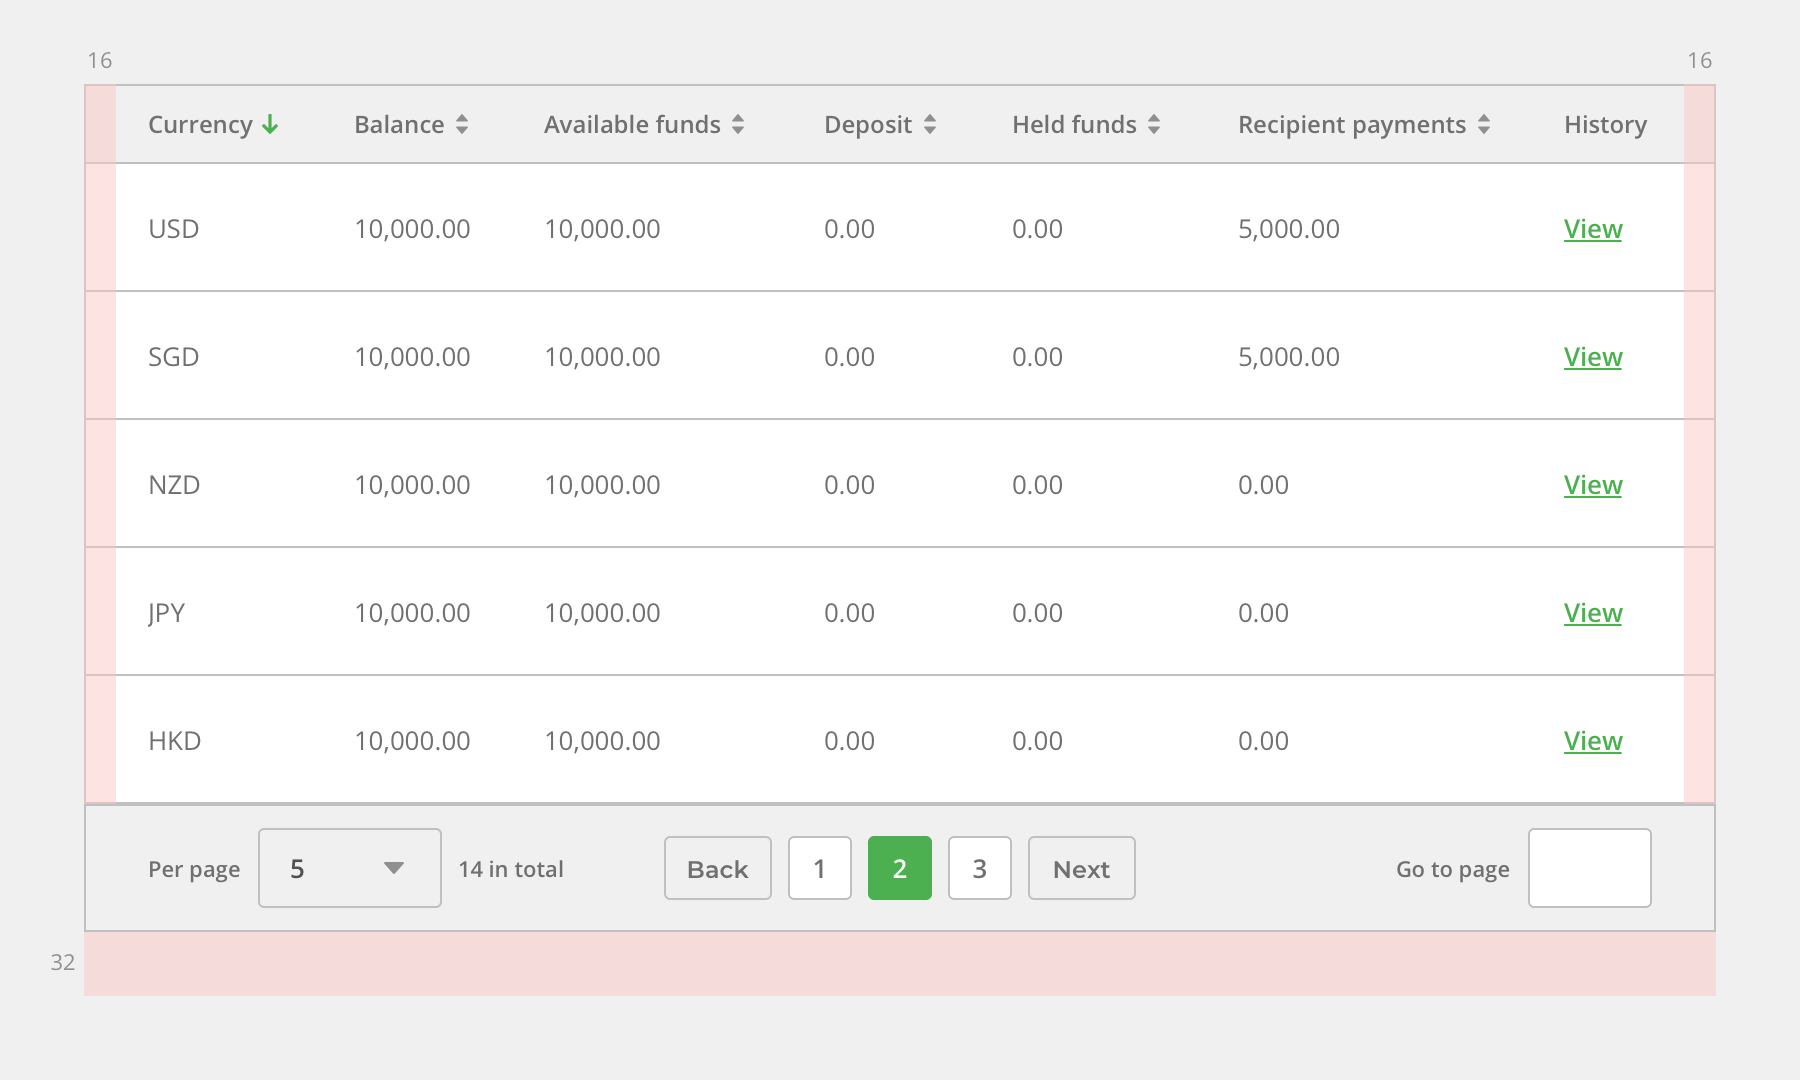 16 16
Currency Balance Available funds Deposit Held funds Recipient payments History
USD 10,000.00 10,000.00 0.00 0.00 5,000.00 View
SGD 10,000.00 10,000.00 0.00 0.00 5,000.00 View
NZD 10,000.00 10,000.00 0.00 0.00 0.00 View
JPY 10,000.00 10,000.00 0.00 0.00 0.00 View
HKD 10,000.00 10,000.00 0.00 0.00 0.00 View
Per page 5 14 in total Back 1 2 3 Next Go to page
32